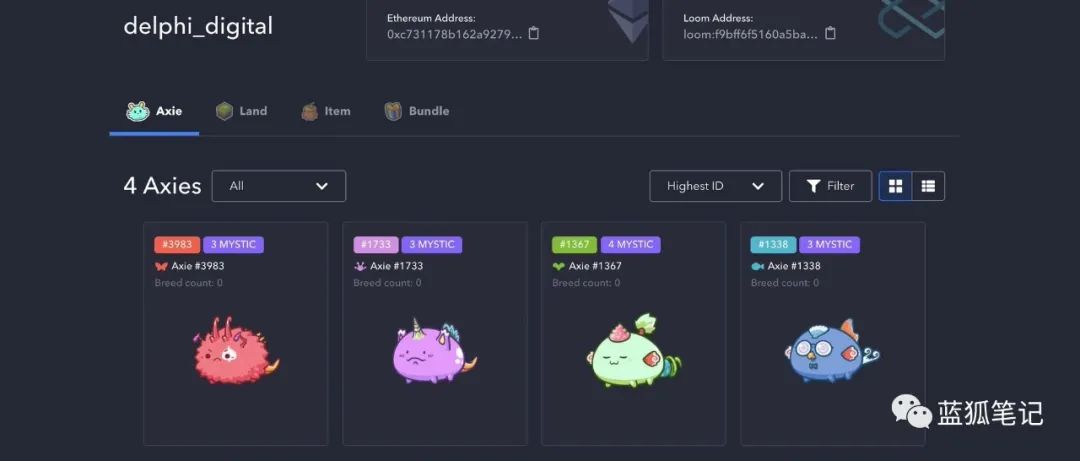 delphi_digital
Ethereum Address:
0xc731178b162a9279...
Loom Address:
loom:f9bff6f5160a5ba...
Axie
Land
Item
Bundle
4 Axies
All
Highest ID
Filter
#3983
3 MYSTIC
Axie #3983
Breed count: 0
#1733
3 MYSTIC
Axie #1733
Breed count: 0
#1367
4 MYSTIC
Axie #1367
Breed count: 0
#1338
3 MYSTIC
Axie #1338
Breed count: 0
蓝狐笔记